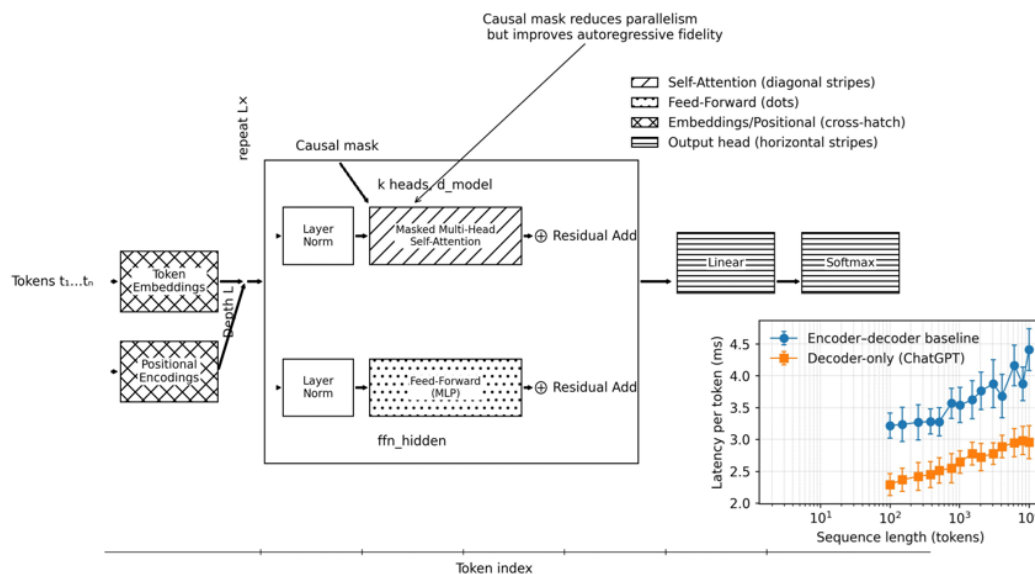 Causal mask reduces parallelism
but improves autoregressive fidelity
Self-Attention (diagonal stripes)
Feed-Forward (dots)
Embeddings/Positional (cross-hatch)
Output head (horizontal stripes)
repeat L×
Causal mask
k heads, d_model
Layer
Norm
Masked Multi-Head
Self-Attention
⊕ Residual Add
Tokens t₁…tₙ
Token
Embeddings
Depth L
Linear
Softmax
Positional
Encodings
Layer
Norm
Feed-Forward
(MLP)
⊕ Residual Add
ffn_hidden
Encoder–decoder baseline
Decoder-only (ChatGPT)
Latency per token (ms)
4.5
4.0
3.5
3.0
2.5
2.0
10¹
10²
10³
Sequence length (tokens)
Token index